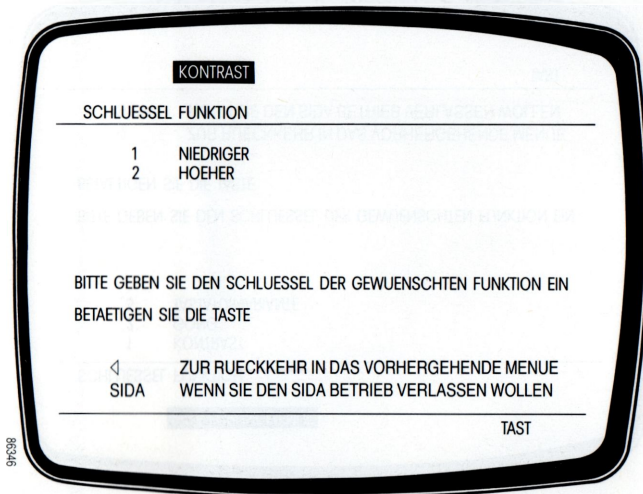 KONTRAST
SCHLUESSEL FUNKTION
1 NIEDRIGER
2 HOEHER
BITTE GEBEN SIE DEN SCHLUESSEL DER GEWUENSCHTEN FUNKTION EIN
BETAETIGEN SIE DIE TASTE
◁ ZUR RUECKKEHR IN DAS VORHERGEHENDE MENUE
SIDA WENN SIE DEN SIDA BETRIEB VERLASSEN WOLLEN
TAST
86346